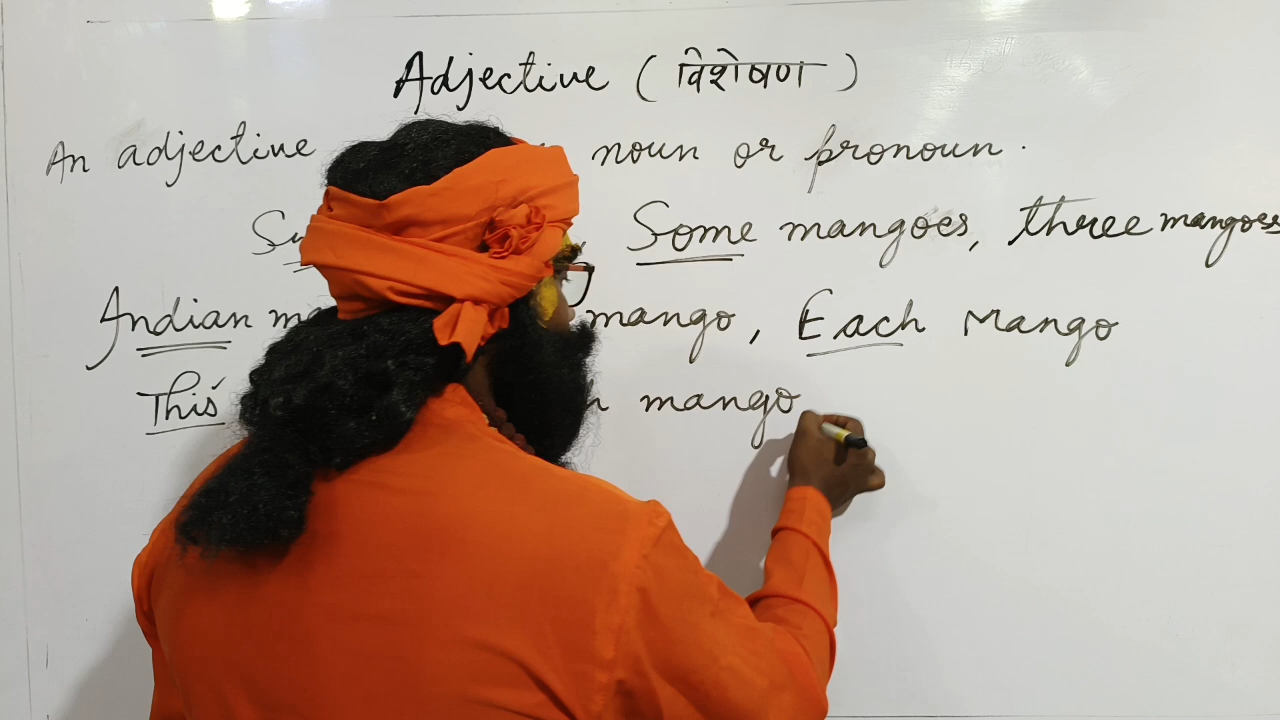 Adjective (विशेषण)
An adjective noun or pronoun.
Some mangoes, three mangoes
Indian mango, Each Mango
This mango